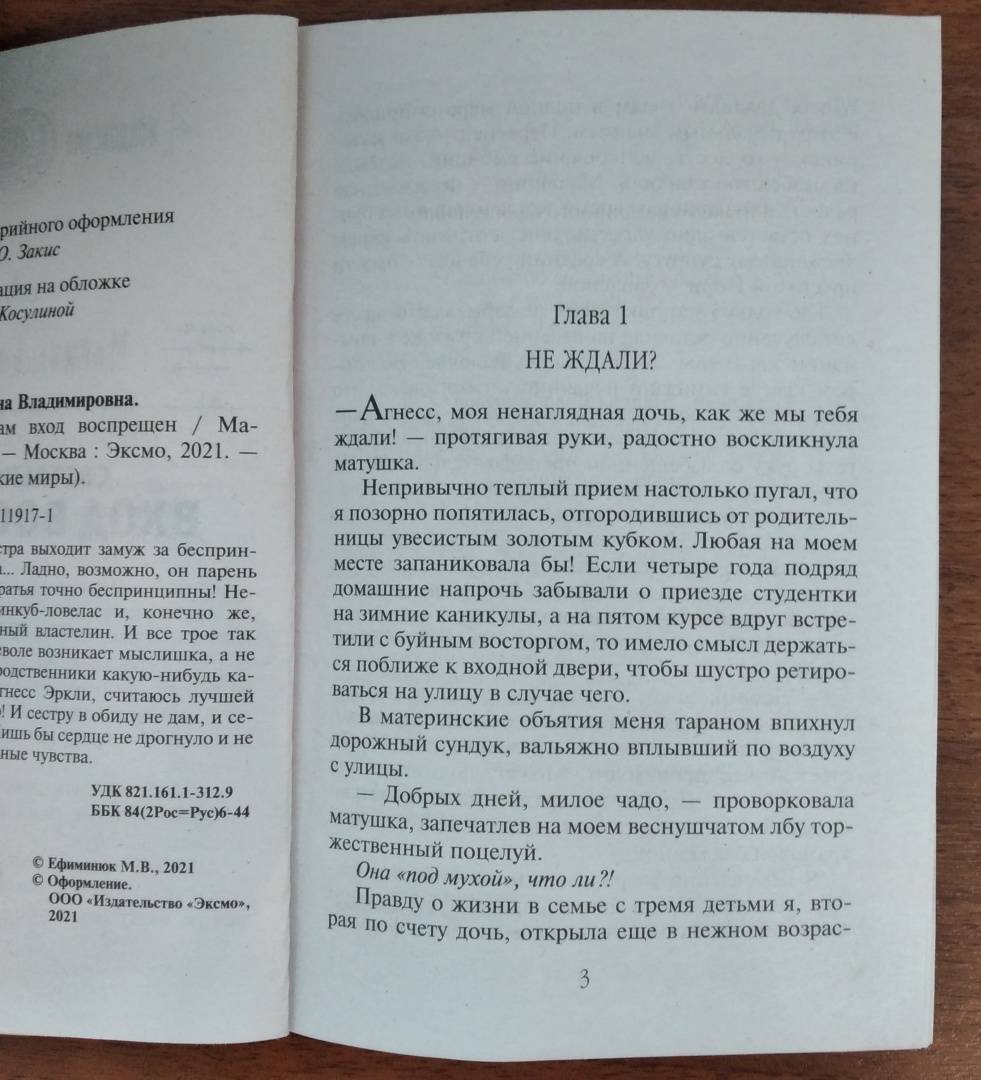 рийного оформления
О. Закис
ация на обложке
Косулиной
на Владимировна.
ам вход воспрещен / Ма-
— Москва : Эксмо, 2021. —
кие миры).
11917-1
стра выходит замуж за бесприн-
... Ладно, возможно, он парень
ратья точно беспринципны! Не-
инкуб-ловелас и, конечно же,
ный властелин. И все трое так
еволе возникает мыслишка, а не
родственники какую-нибудь ка-
гнесс Эркли, считаюсь лучшей
! И сестру в обиду не дам, и се-
ишь бы сердце не дрогнуло и не
ные чувства.
УДК 821.161.1-312.9
ББК 84(2Рос=Рус)6-44
© Ефиминюк М.В., 2021
© Оформление.
ООО «Издательство «Эксмо»,
2021
Глава 1
НЕ ЖДАЛИ?
— Агнесс, моя ненаглядная дочь, как же мы тебя
ждали! — протягивая руки, радостно воскликнула
матушка.
Непривычно теплый прием настолько пугал, что
я позорно попятилась, отгородившись от родитель-
ницы увесистым золотым кубком. Любая на моем
месте запаниковала бы! Если четыре года подряд
домашние напрочь забывали о приезде студентки
на зимние каникулы, а на пятом курсе вдруг встре-
тили с буйным восторгом, то имело смысл держать-
ся поближе к входной двери, чтобы шустро ретиро-
ваться на улицу в случае чего.
В материнские объятия меня тараном впихнул
дорожный сундук, вальяжно вплывший по воздуху
с улицы.
— Добрых дней, милое чадо, — проворковала
матушка, запечатлев на моем веснушчатом лбу тор-
жественный поцелуй.
Она «под мухой», что ли?!
Правду о жизни в семье с тремя детьми я, вто-
рая по счету дочь, открыла еще в нежном возрас-
3